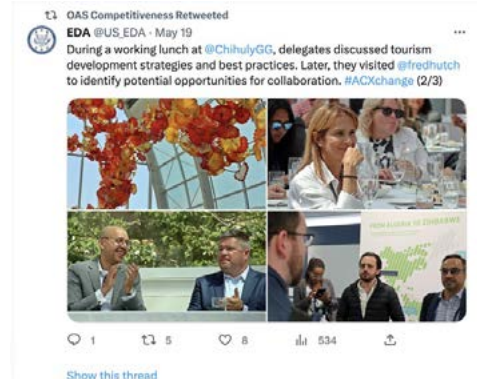 OAS Competitiveness Retweeted
EDA @US_EDA · May 19
During a working lunch at @ChihulyGG, delegates discussed tourism
development strategies and best practices. Later, they visited @fredhutch
to identify potential opportunities for collaboration. #ACXchange (2/3)
FROM ALGERIA TO ZIMBABWE
1 5 8 534
Show this thread